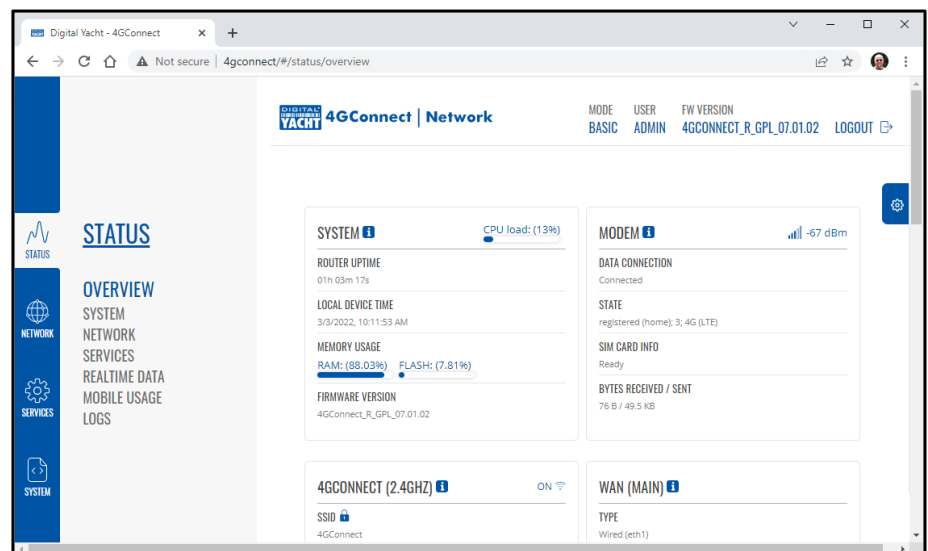 Digital Yacht - 4GConnect
Not secure | 4gconnect/#/status/overview
DIGITAL YACHT 4GConnect | Network
MODE USER FW VERSION
BASIC ADMIN 4GCONNECT_R_GPL_07.01.02 LOGOUT
STATUS
NETWORK
SERVICES
SYSTEM
STATUS
OVERVIEW
SYSTEM
NETWORK
SERVICES
REALTIME DATA
MOBILE USAGE
LOGS
SYSTEM CPU load: (13%)
ROUTER UPTIME
01h 03m 17s
LOCAL DEVICE TIME
3/3/2022, 10:11:53 AM
MEMORY USAGE
RAM: (88.03%) FLASH: (7.81%)
FIRMWARE VERSION
4GConnect_R_GPL_07.01.02
MODEM -67 dBm
DATA CONNECTION
Connected
STATE
registered (home); 3; 4G (LTE)
SIM CARD INFO
Ready
BYTES RECEIVED / SENT
76 B / 49.5 KB
4GCONNECT (2.4GHZ) ON
SSID
4GConnect
WAN (MAIN)
TYPE
Wired (eth1)